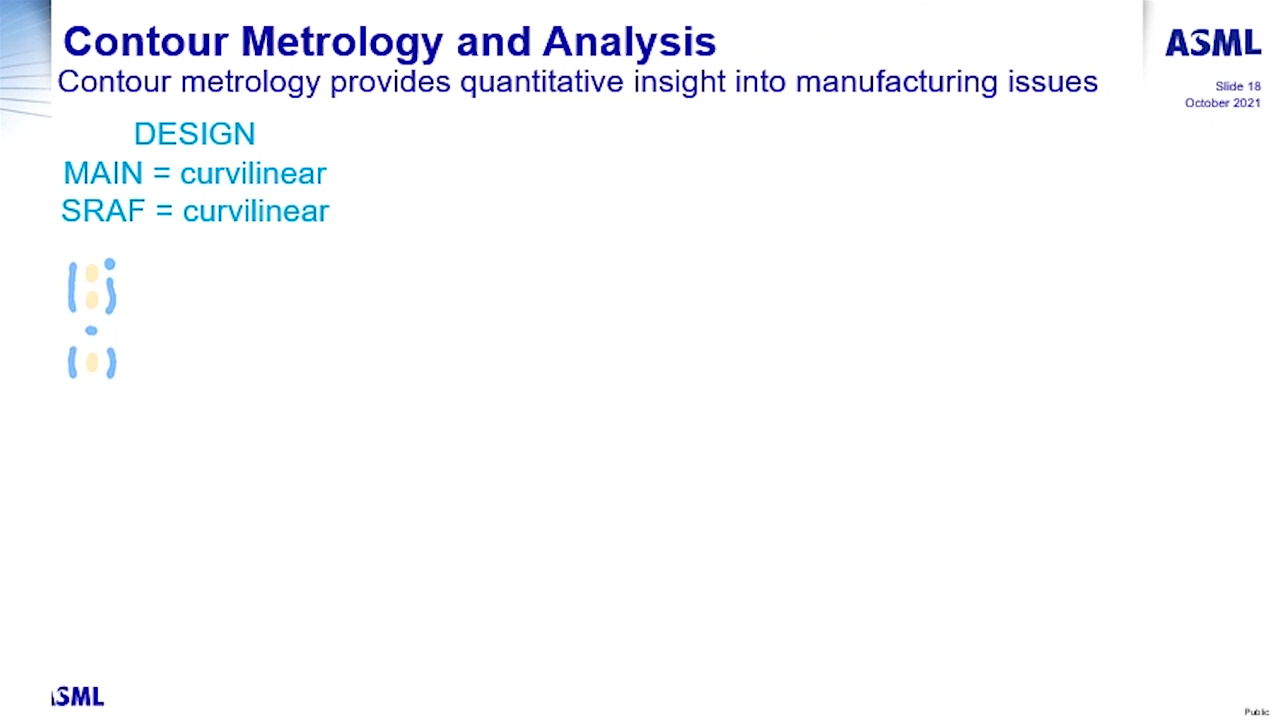 Contour Metrology and Analysis
Contour metrology provides quantitative insight into manufacturing issues
ASML
Slide 18
October 2021
DESIGN
MAIN = curvilinear
SRAF = curvilinear
ASML
Public